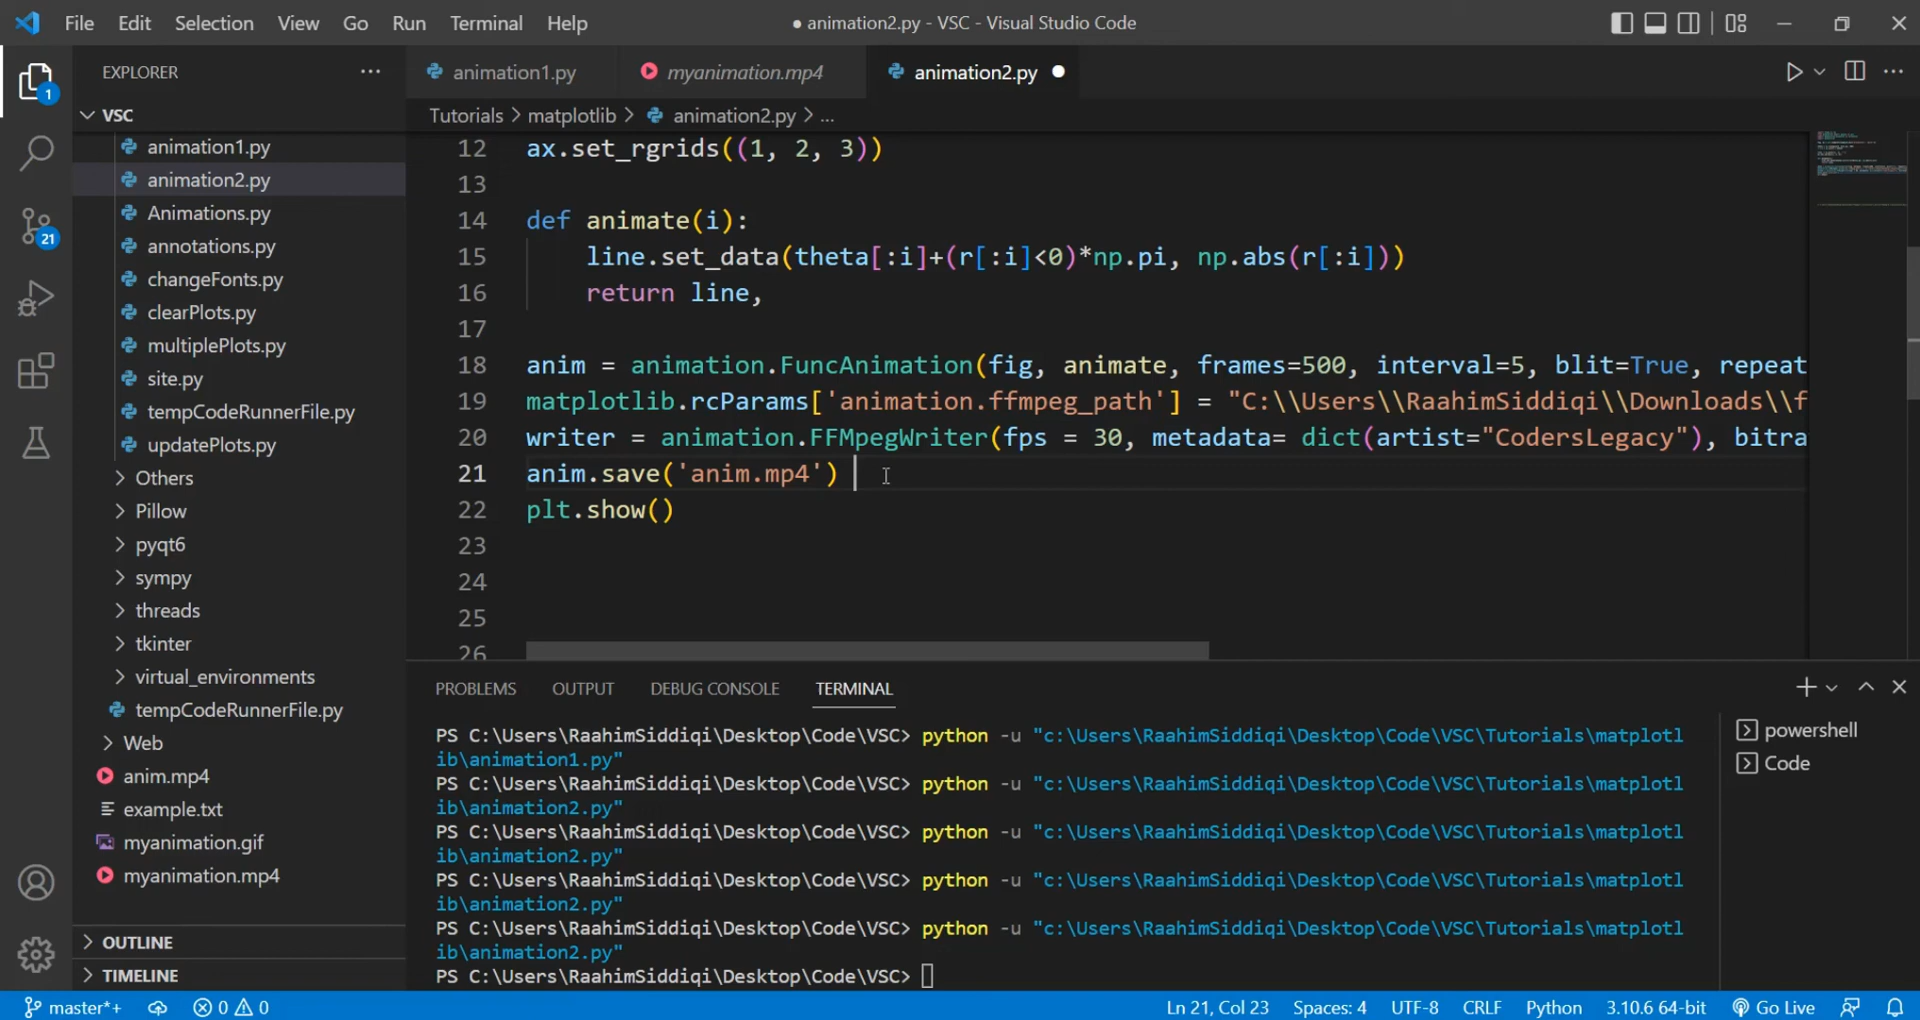 File Edit Selection View Go Run Terminal Help
● animation2.py - VSC - Visual Studio Code
EXPLORER
animation1.py
myanimation.mp4
animation2.py
VSC
Tutorials > matplotlib > animation2.py > ...
animation1.py
animation2.py
Animations.py
annotations.py
changeFonts.py
clearPlots.py
multiplePlots.py
site.py
tempCodeRunnerFile.py
updatePlots.py
Others
Pillow
pyqt6
sympy
threads
tkinter
virtual_environments
tempCodeRunnerFile.py
Web
anim.mp4
example.txt
myanimation.gif
myanimation.mp4
OUTLINE
TIMELINE
1
21
12 ax.set_rgrids((1, 2, 3))
13
14 def animate(i):
15 line.set_data(theta[:i]+(r[:i]<0)*np.pi, np.abs(r[:i]))
16 return line,
17
18 anim = animation.FuncAnimation(fig, animate, frames=500, interval=5, blit=True, repeat
19 matplotlib.rcParams['animation.ffmpeg_path'] = "C:\\Users\\RaahimSiddiqi\\Downloads\\f
20 writer = animation.FFMpegWriter(fps = 30, metadata= dict(artist="CodersLegacy"), bitra
21 anim.save('anim.mp4')
22 plt.show()
23
24
25
26
PROBLEMS OUTPUT DEBUG CONSOLE TERMINAL
PS C:\Users\RaahimSiddiqi\Desktop\Code\VSC> python -u "c:\Users\RaahimSiddiqi\Desktop\Code\VSC\Tutorials\matplotl
ib\animation1.py"
PS C:\Users\RaahimSiddiqi\Desktop\Code\VSC> python -u "c:\Users\RaahimSiddiqi\Desktop\Code\VSC\Tutorials\matplotl
ib\animation2.py"
PS C:\Users\RaahimSiddiqi\Desktop\Code\VSC> python -u "c:\Users\RaahimSiddiqi\Desktop\Code\VSC\Tutorials\matplotl
ib\animation2.py"
PS C:\Users\RaahimSiddiqi\Desktop\Code\VSC> python -u "c:\Users\RaahimSiddiqi\Desktop\Code\VSC\Tutorials\matplotl
ib\animation2.py"
PS C:\Users\RaahimSiddiqi\Desktop\Code\VSC> python -u "c:\Users\RaahimSiddiqi\Desktop\Code\VSC\Tutorials\matplotl
ib\animation2.py"
PS C:\Users\RaahimSiddiqi\Desktop\Code\VSC>
powershell
Code
master*+ 0 0 Ln 21, Col 23 Spaces: 4 UTF-8 CRLF Python 3.10.6 64-bit Go Live